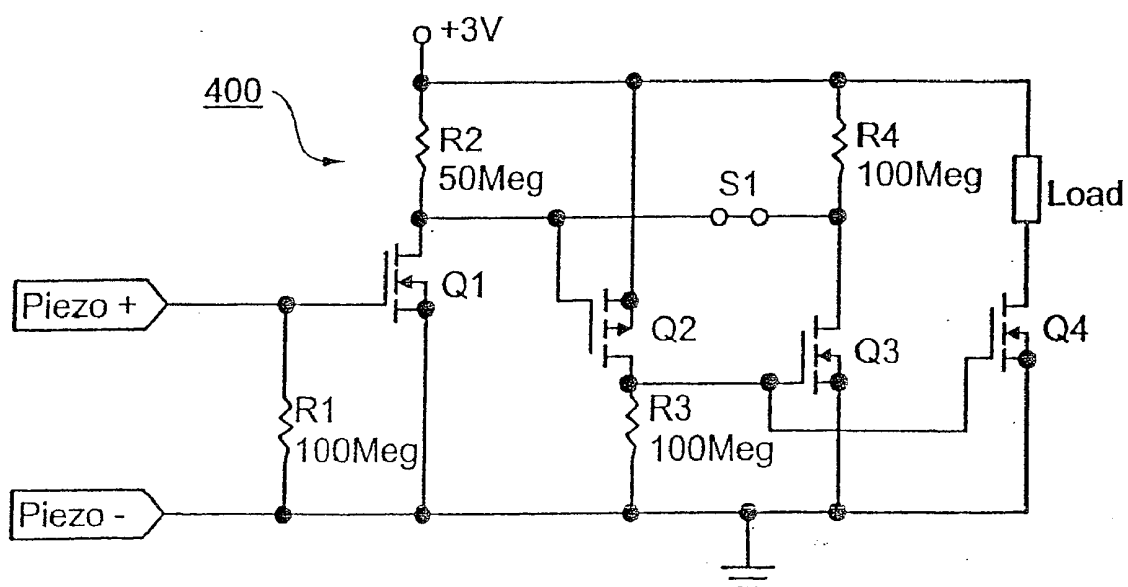 +3V
400
R2
50Meg
R4
100Meg
S1
Load
Piezo +
Q1
Q2
Q3
Q4
R1
100Meg
R3
100Meg
Piezo -